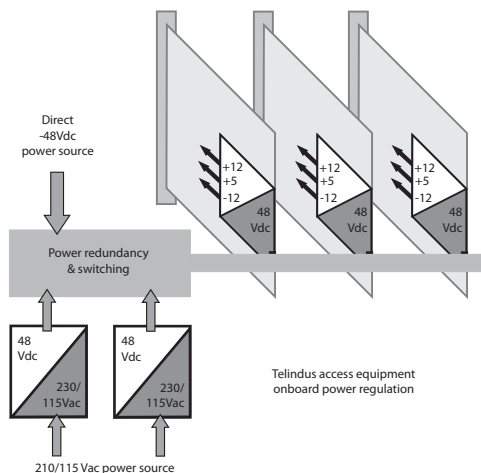 Direct
-48Vdc
power source
+12
+5
-12
48
Vdc
+12
+5
-12
48
Vdc
+12
+5
-12
48
Vdc
Power redundancy
& switching
48
Vdc
230/
115Vac
48
Vdc
230/
115Vac
Telindus access equipment
onboard power regulation
210/115 Vac power source